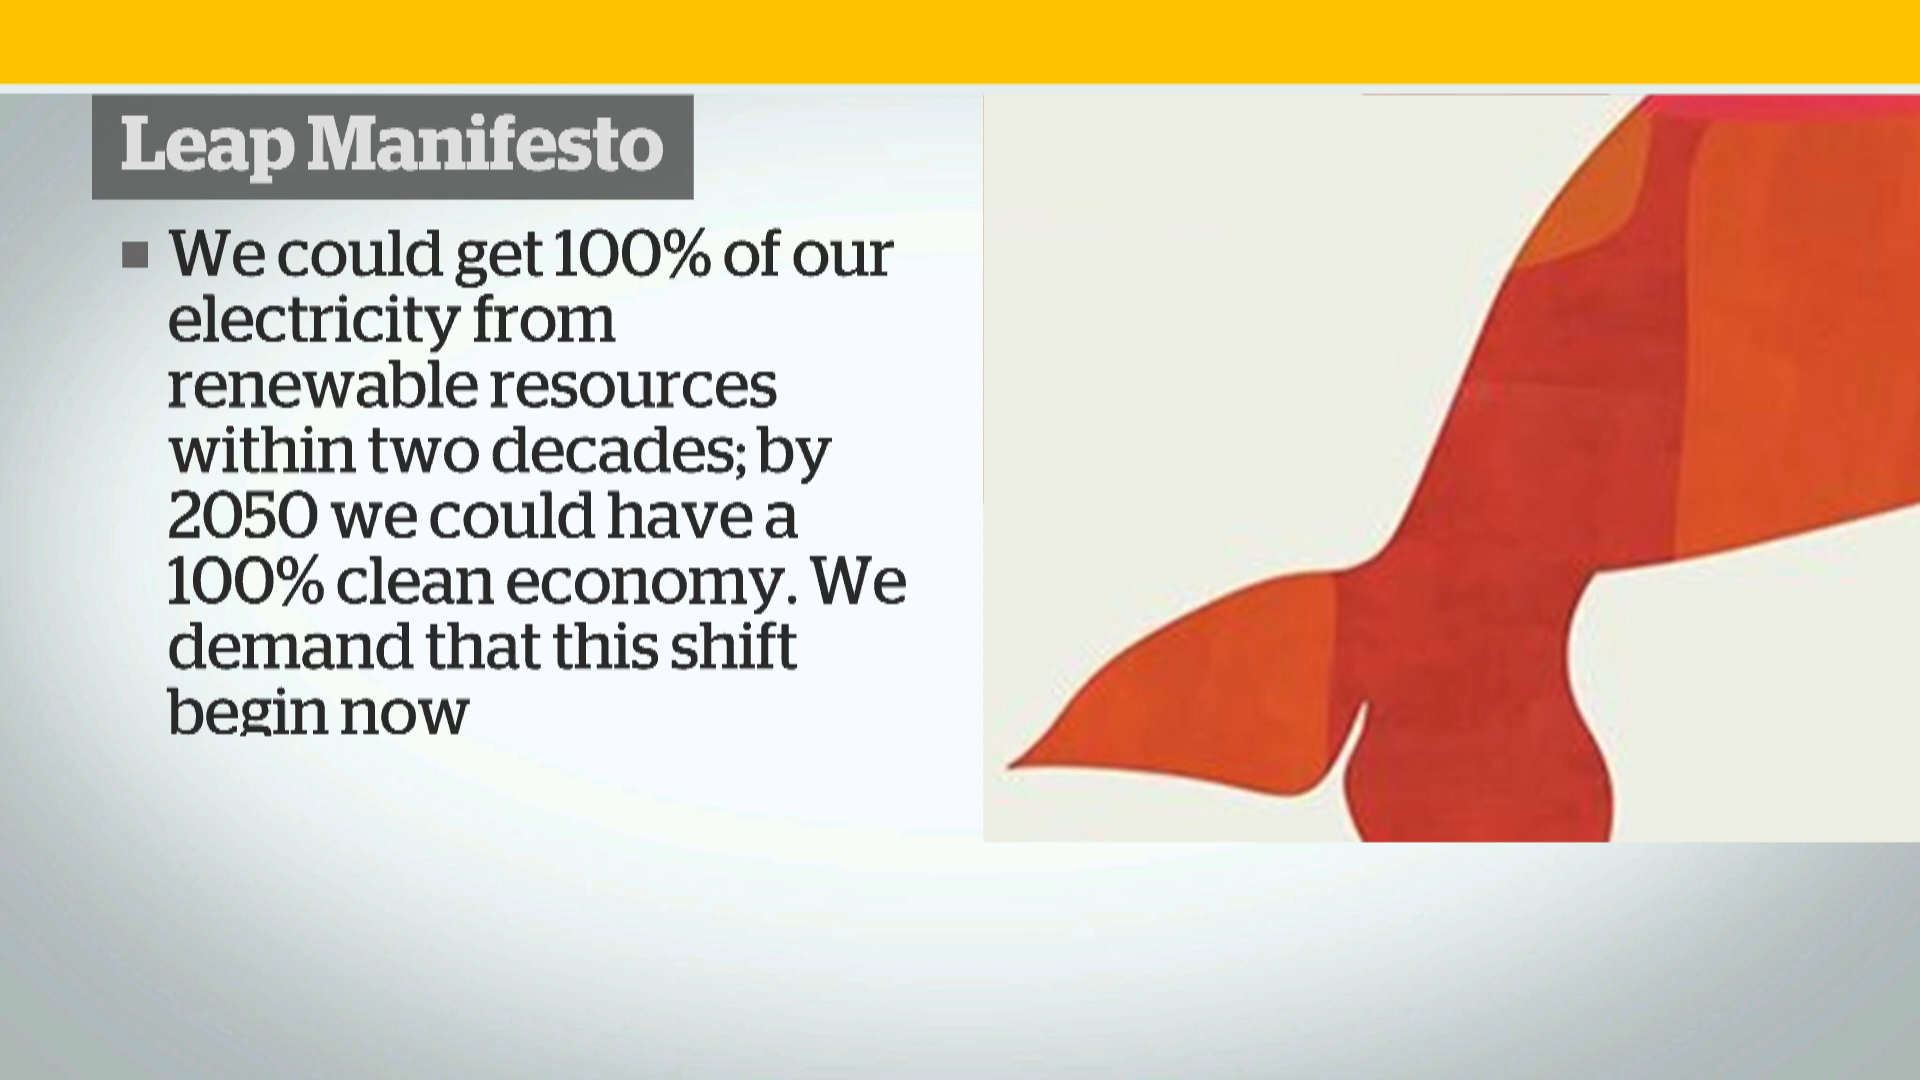 Leap Manifesto
We could get 100% of our
electricity from
renewable resources
within two decades; by
2050 we could have a
100% clean economy. We
demand that this shift
begin now